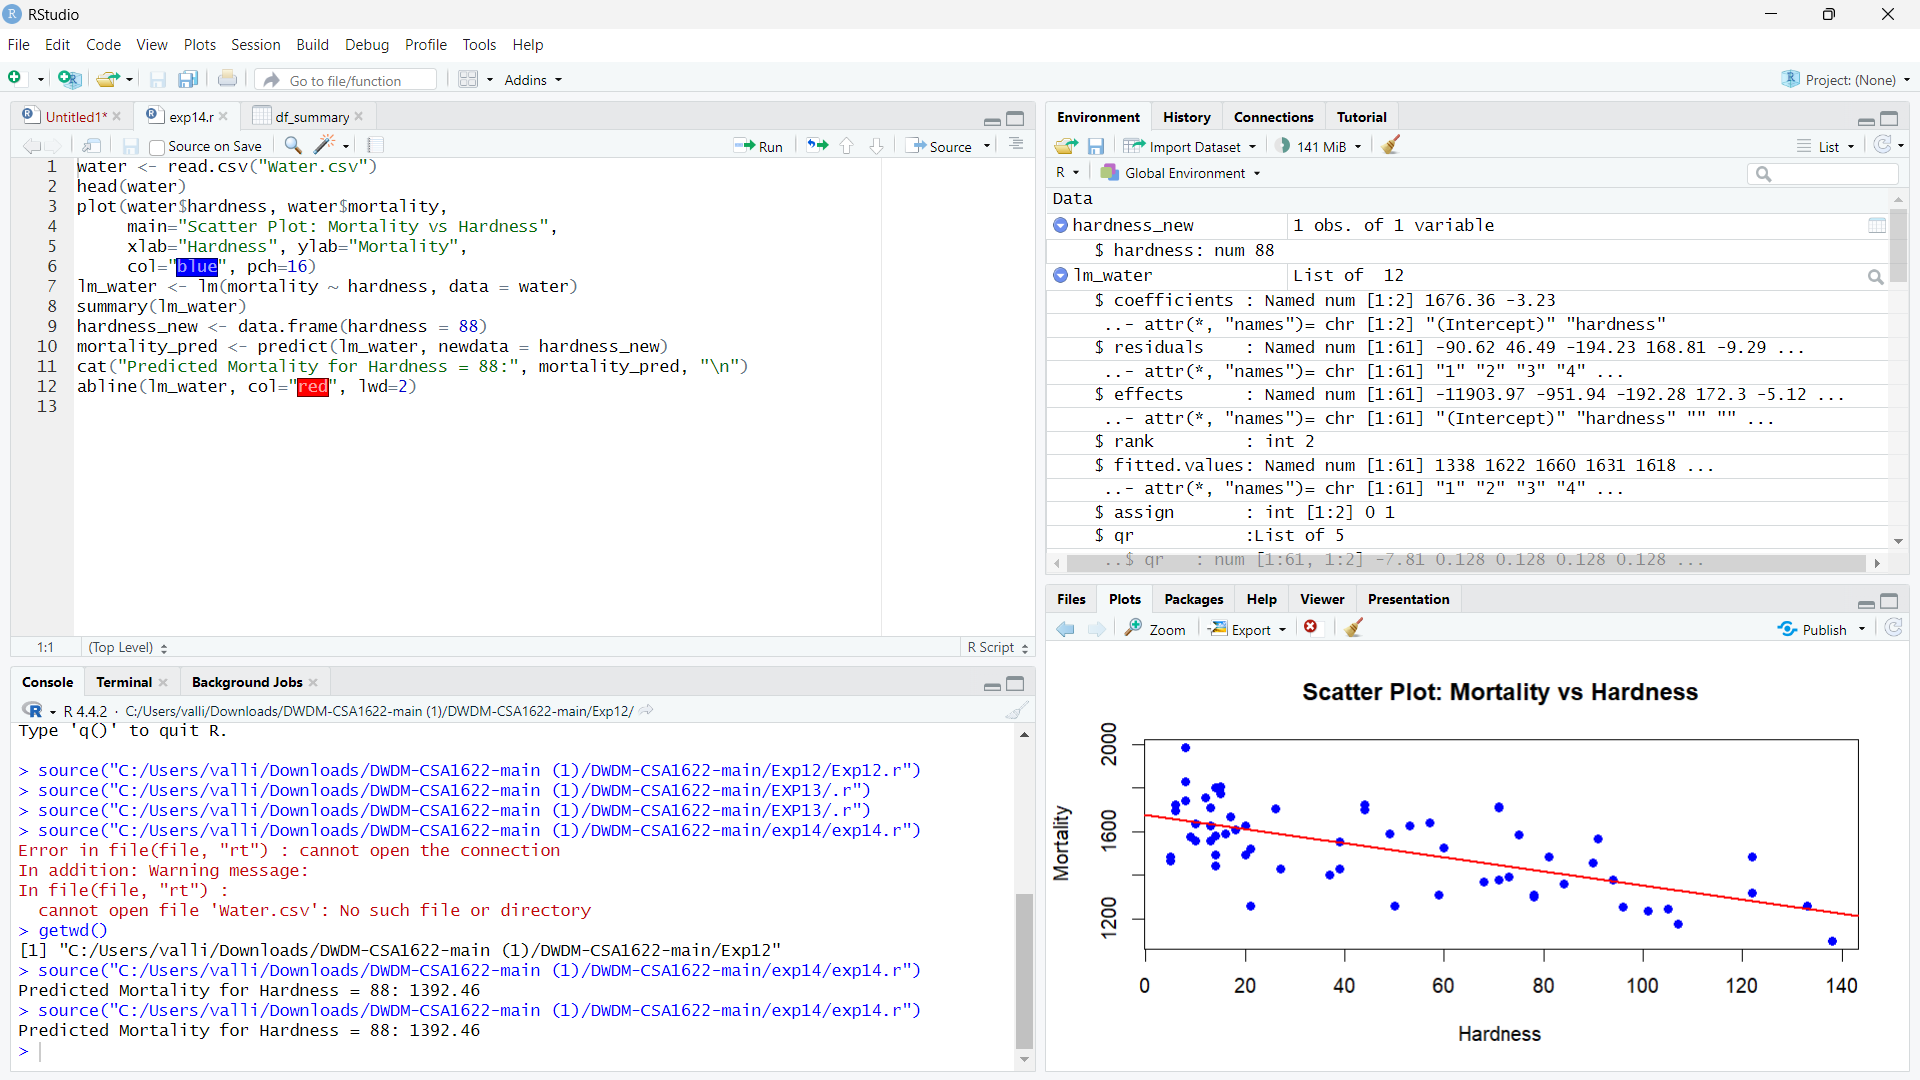 RStudio
File Edit Code View Plots Session Build Debug Profile Tools Help
Go to file/function Addins Project: (None)
Untitled1* exp14.r df_summary
Source on Save Run Source
1 water <- read.csv("Water.csv")
2 head(water)
3 plot(water$hardness, water$mortality,
4 main="Scatter Plot: Mortality vs Hardness",
5 xlab="Hardness", ylab="Mortality",
6 col="blue", pch=16)
7 lm_water <- lm(mortality ~ hardness, data = water)
8 summary(lm_water)
9 hardness_new <- data.frame(hardness = 88)
10 mortality_pred <- predict(lm_water, newdata = hardness_new)
11 cat("Predicted Mortality for Hardness = 88:", mortality_pred, "\n")
12 abline(lm_water, col="red", lwd=2)
13
1:1 (Top Level) R Script
Console Terminal Background Jobs
R 4.4.2 · C:/Users/valli/Downloads/DWDM-CSA1622-main (1)/DWDM-CSA1622-main/Exp12/
Type 'q()' to quit R.
> source("C:/Users/valli/Downloads/DWDM-CSA1622-main (1)/DWDM-CSA1622-main/Exp12/Exp12.r")
> source("C:/Users/valli/Downloads/DWDM-CSA1622-main (1)/DWDM-CSA1622-main/EXP13/.r")
> source("C:/Users/valli/Downloads/DWDM-CSA1622-main (1)/DWDM-CSA1622-main/EXP13/.r")
> source("C:/Users/valli/Downloads/DWDM-CSA1622-main (1)/DWDM-CSA1622-main/exp14/exp14.r")
Error in file(file, "rt") : cannot open the connection
In addition: Warning message:
In file(file, "rt") :
cannot open file 'Water.csv': No such file or directory
> getwd()
[1] "C:/Users/valli/Downloads/DWDM-CSA1622-main (1)/DWDM-CSA1622-main/Exp12"
> source("C:/Users/valli/Downloads/DWDM-CSA1622-main (1)/DWDM-CSA1622-main/exp14/exp14.r")
Predicted Mortality for Hardness = 88: 1392.46
> source("C:/Users/valli/Downloads/DWDM-CSA1622-main (1)/DWDM-CSA1622-main/exp14/exp14.r")
Predicted Mortality for Hardness = 88: 1392.46
>
Environment History Connections Tutorial
Import Dataset 141 MiB List
R Global Environment
Data
hardness_new 1 obs. of 1 variable
$ hardness: num 88
lm_water List of 12
$ coefficients : Named num [1:2] 1676.36 -3.23
..- attr(*, "names")= chr [1:2] "(Intercept)" "hardness"
$ residuals : Named num [1:61] -90.62 46.49 -194.23 168.81 -9.29 ...
..- attr(*, "names")= chr [1:61] "1" "2" "3" "4" ...
$ effects : Named num [1:61] -11903.97 -951.94 -192.28 172.3 -5.12 ...
..- attr(*, "names")= chr [1:61] "(Intercept)" "hardness" "" "" ...
$ rank : int 2
$ fitted.values: Named num [1:61] 1338 1622 1660 1631 1618 ...
..- attr(*, "names")= chr [1:61] "1" "2" "3" "4" ...
$ assign : int [1:2] 0 1
$ qr :List of 5
..$ qr : num [1:61, 1:2] -7.81 0.128 0.128 0.128 0.128 ...
Files Plots Packages Help Viewer Presentation
Zoom Export Publish
Scatter Plot: Mortality vs Hardness
Mortality
2000
1600
1200
0 20 40 60 80 100 120 140
Hardness